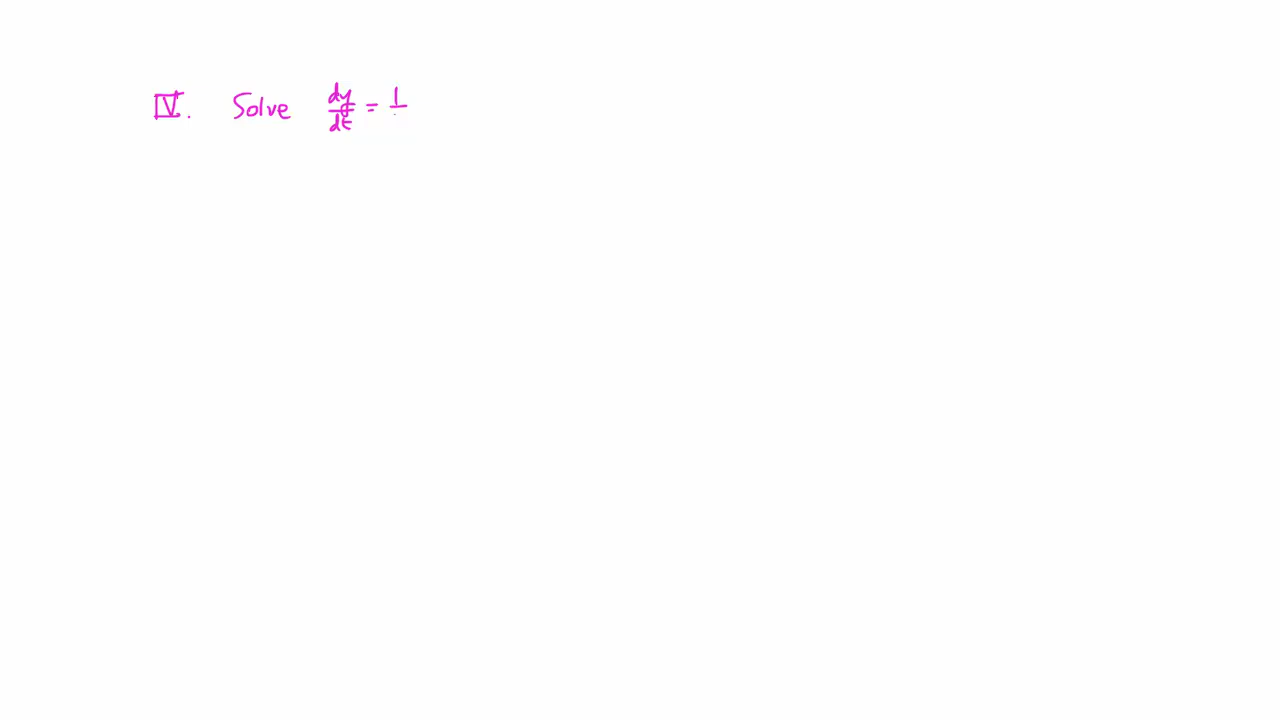 IV. Solve dy/dt = 1/